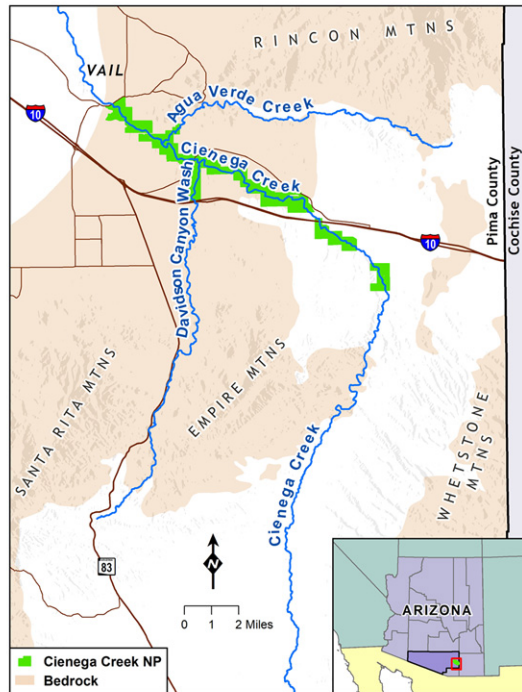 RINCON MTNS
VAIL
10
Agua Verde Creek
Cienega Creek
Davidson Canyon Wash
Pima County
Cochise County
10
SANTA RITA MTNS
EMPIRE MTNS
WHETSTONE
MTNS
Cienega Creek
N
83
0 1 2 Miles
ARIZONA
Cienega Creek NP
Bedrock